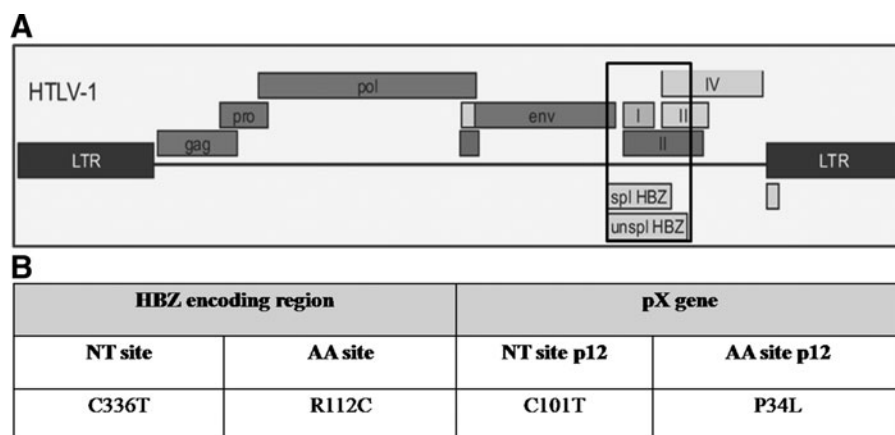 A
HTLV-1
IV
pol
pro
env
I
II
gag
II
LTR
LTR
spl HBZ
unspl HBZ
B
HBZ encoding region
pX gene
NT site
AA site
NT site p12
AA site p12
C336T
R112C
C101T
P34L